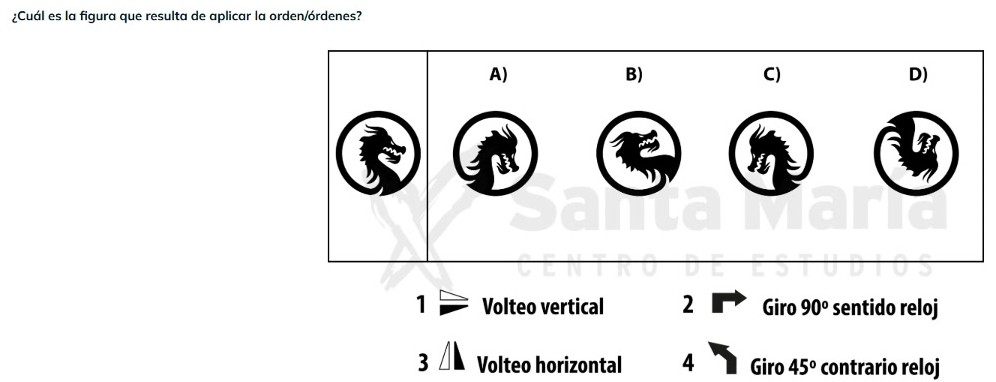 ¿Cuál es la figura que resulta de aplicar la orden/órdenes?
A) B) C) D)
Santa María
CENTRO DE ESTUDIOS
1 Volteo vertical 2 Giro 90º sentido reloj
3 Volteo horizontal 4 Giro 45º contrario reloj